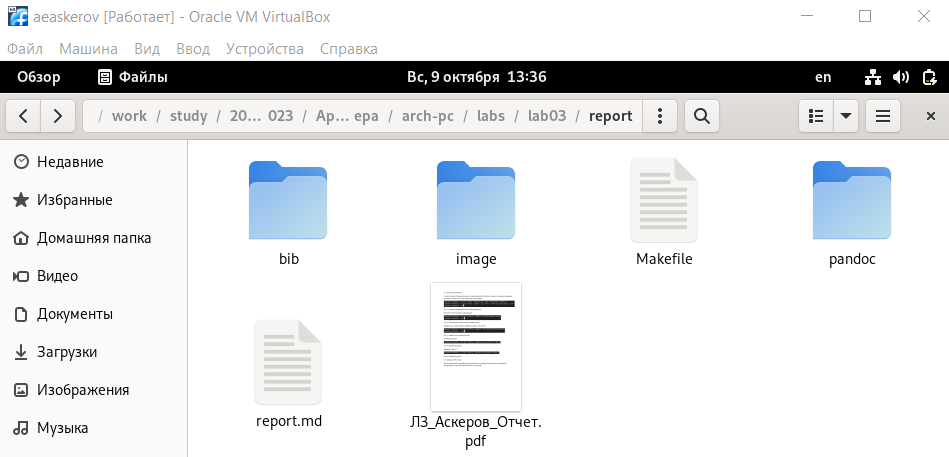 aeaskerov [Работает] - Oracle VM VirtualBox
Файл Машина Вид Ввод Устройства Справка
Обзор Файлы Вс, 9 октября 13:36 en
/ work / study / 20… 023 / Ар… ера / arch-pc / labs / lab03 / report
Недавние
Избранные
Домашняя папка
Видео
Документы
Загрузки
Изображения
Музыка
bib image Makefile pandoc
report.md
ЛЗ_Аскеров_Отчет.
pdf